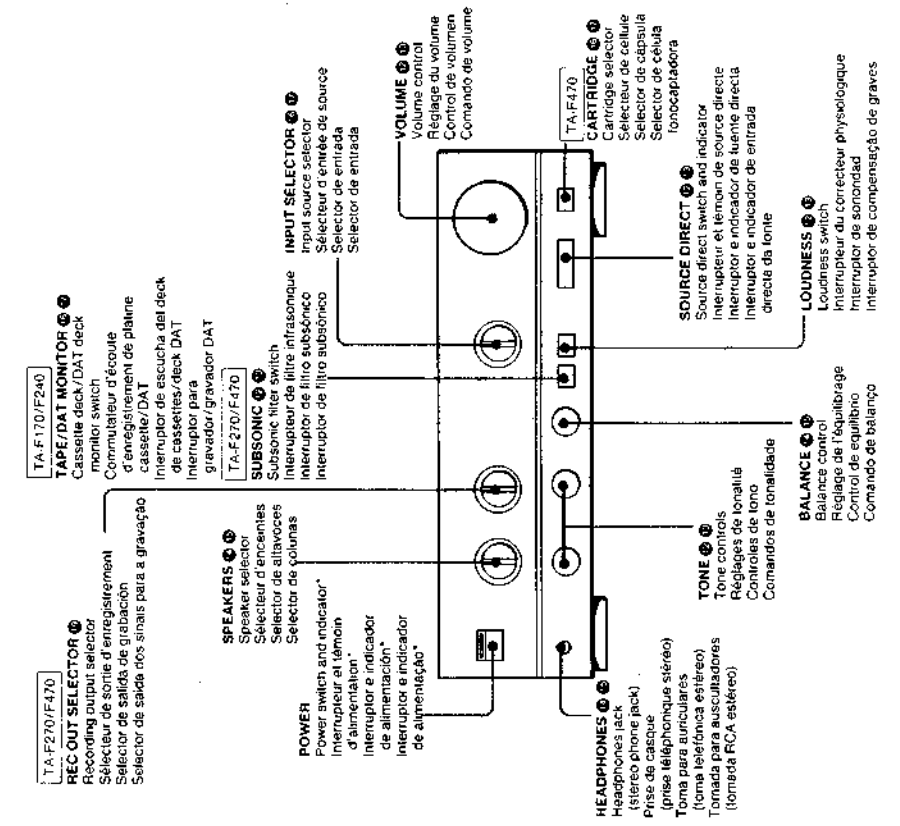 TA-F270/F470
REC OUT SELECTOR
Recording output selector
Sélecteur de sortie d'enregistrement
Selector de salida de grabación
Selector de saide dos sinais para a gravação
TA-F170/F240
TAPE/DAT MONITOR
Cassette deck/DAT deck
monitor switch
Commutateur d'écoute
d'enregistrement de platine
cassette/DAT
Interruptor de escucha del deck
de cassettes/deck DAT
Interruptor para
gravador/gravador DAT
TA-F270/F470
SUBSONIC
Subsonic filter switch
Interrupteur de filtre infrasonique
Interruptor de filtro subsónico
Interruptor de filtro subsônico
INPUT SELECTOR
Input source selector
Sélecteur d'entrée de source
Selector de entrada
Selector de entrada
SPEAKERS
Speaker selector
Sélecteur d'enceintes
Selector de altavoces
Selector de colunas
POWER
Power switch and indicator*
Interrupteur et témoin
d'alimentation*
Interruptor e indicador
de alimentación*
Interruptor e indicador
de alimentação*
VOLUME
Volume control
Réglage du volume
Control de volumen
Comando de volume
TA-F470
CARTRIDGE
Cartridge selector
Sélecteur de cellule
Selector de cápsula
Selector de célula
fonocaptadora
SOURCE DIRECT
Source direct switch and indicator
Interrupteur et témoin de source directe
Interruptor e indicador de fuente directa
Interruptor e indicador de entrada
directa da fonte
LOUDNESS
Loudness switch
Interrupteur du correcteur physiologique
Interruptor de sonoridad
Interruptor de compensação de graves
BALANCE
Balance control
Réglage de l'équilibrage
Control de equilibrio
Comando de balanço
TONE
Tone controls
Réglages de tonalité
Controles de tono
Comandos de tonalidade
HEADPHONES
Headphones jack
(stereo phone jack)
Prise de casque
(prise téléphonique stéréo)
Toma para auriculares
(toma telefónica estéreo)
Tomada para auscultadores
(tomada RCA estéreo)